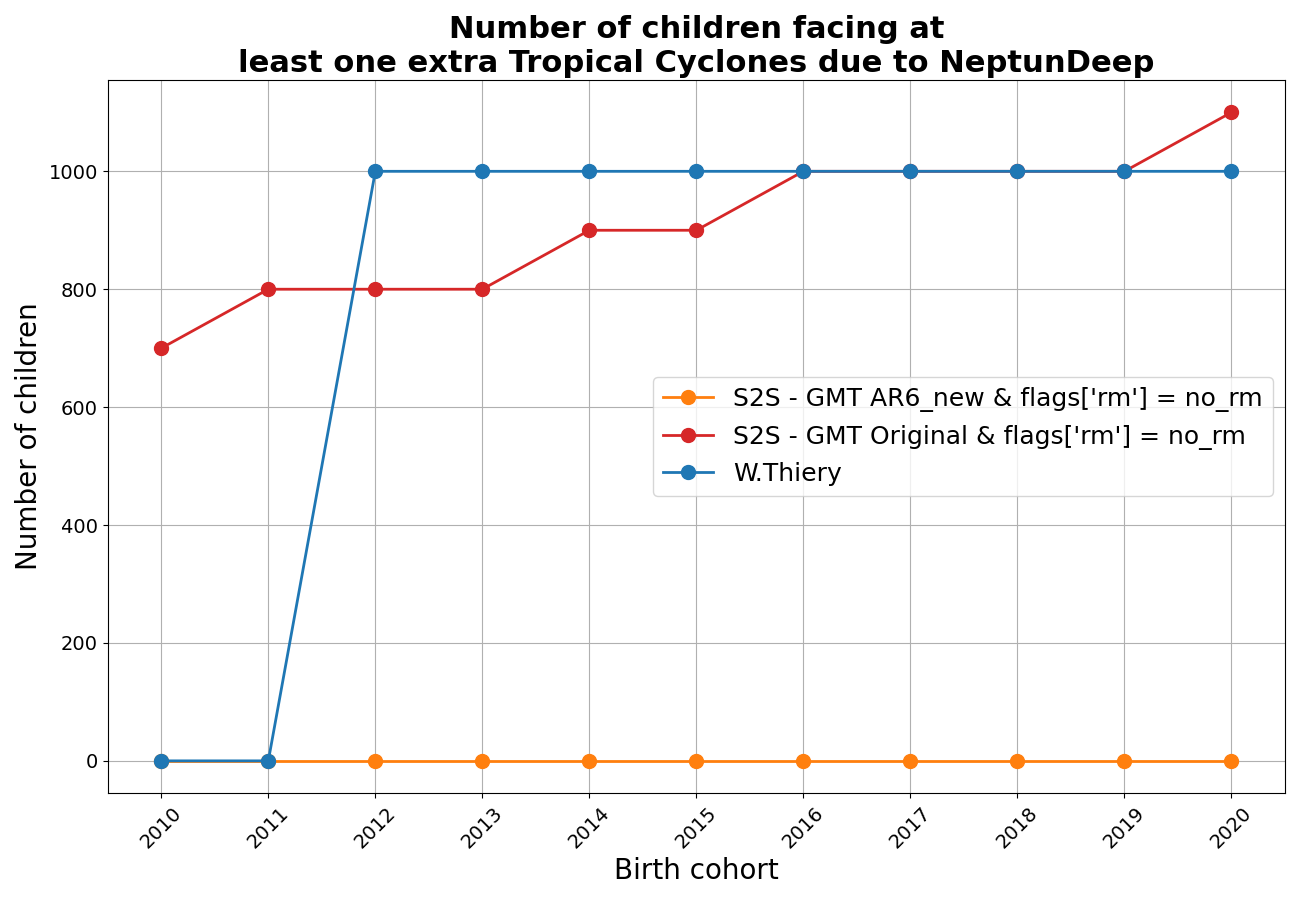 Number of children facing at
least one extra Tropical Cyclones due to NeptunDeep
Number of children
1000
800
600
400
200
0
S2S - GMT AR6_new & flags['rm'] = no_rm
S2S - GMT Original & flags['rm'] = no_rm
W.Thiery
2010
2011
2012
2013
2014
2015
2016
2017
2018
2019
2020
Birth cohort